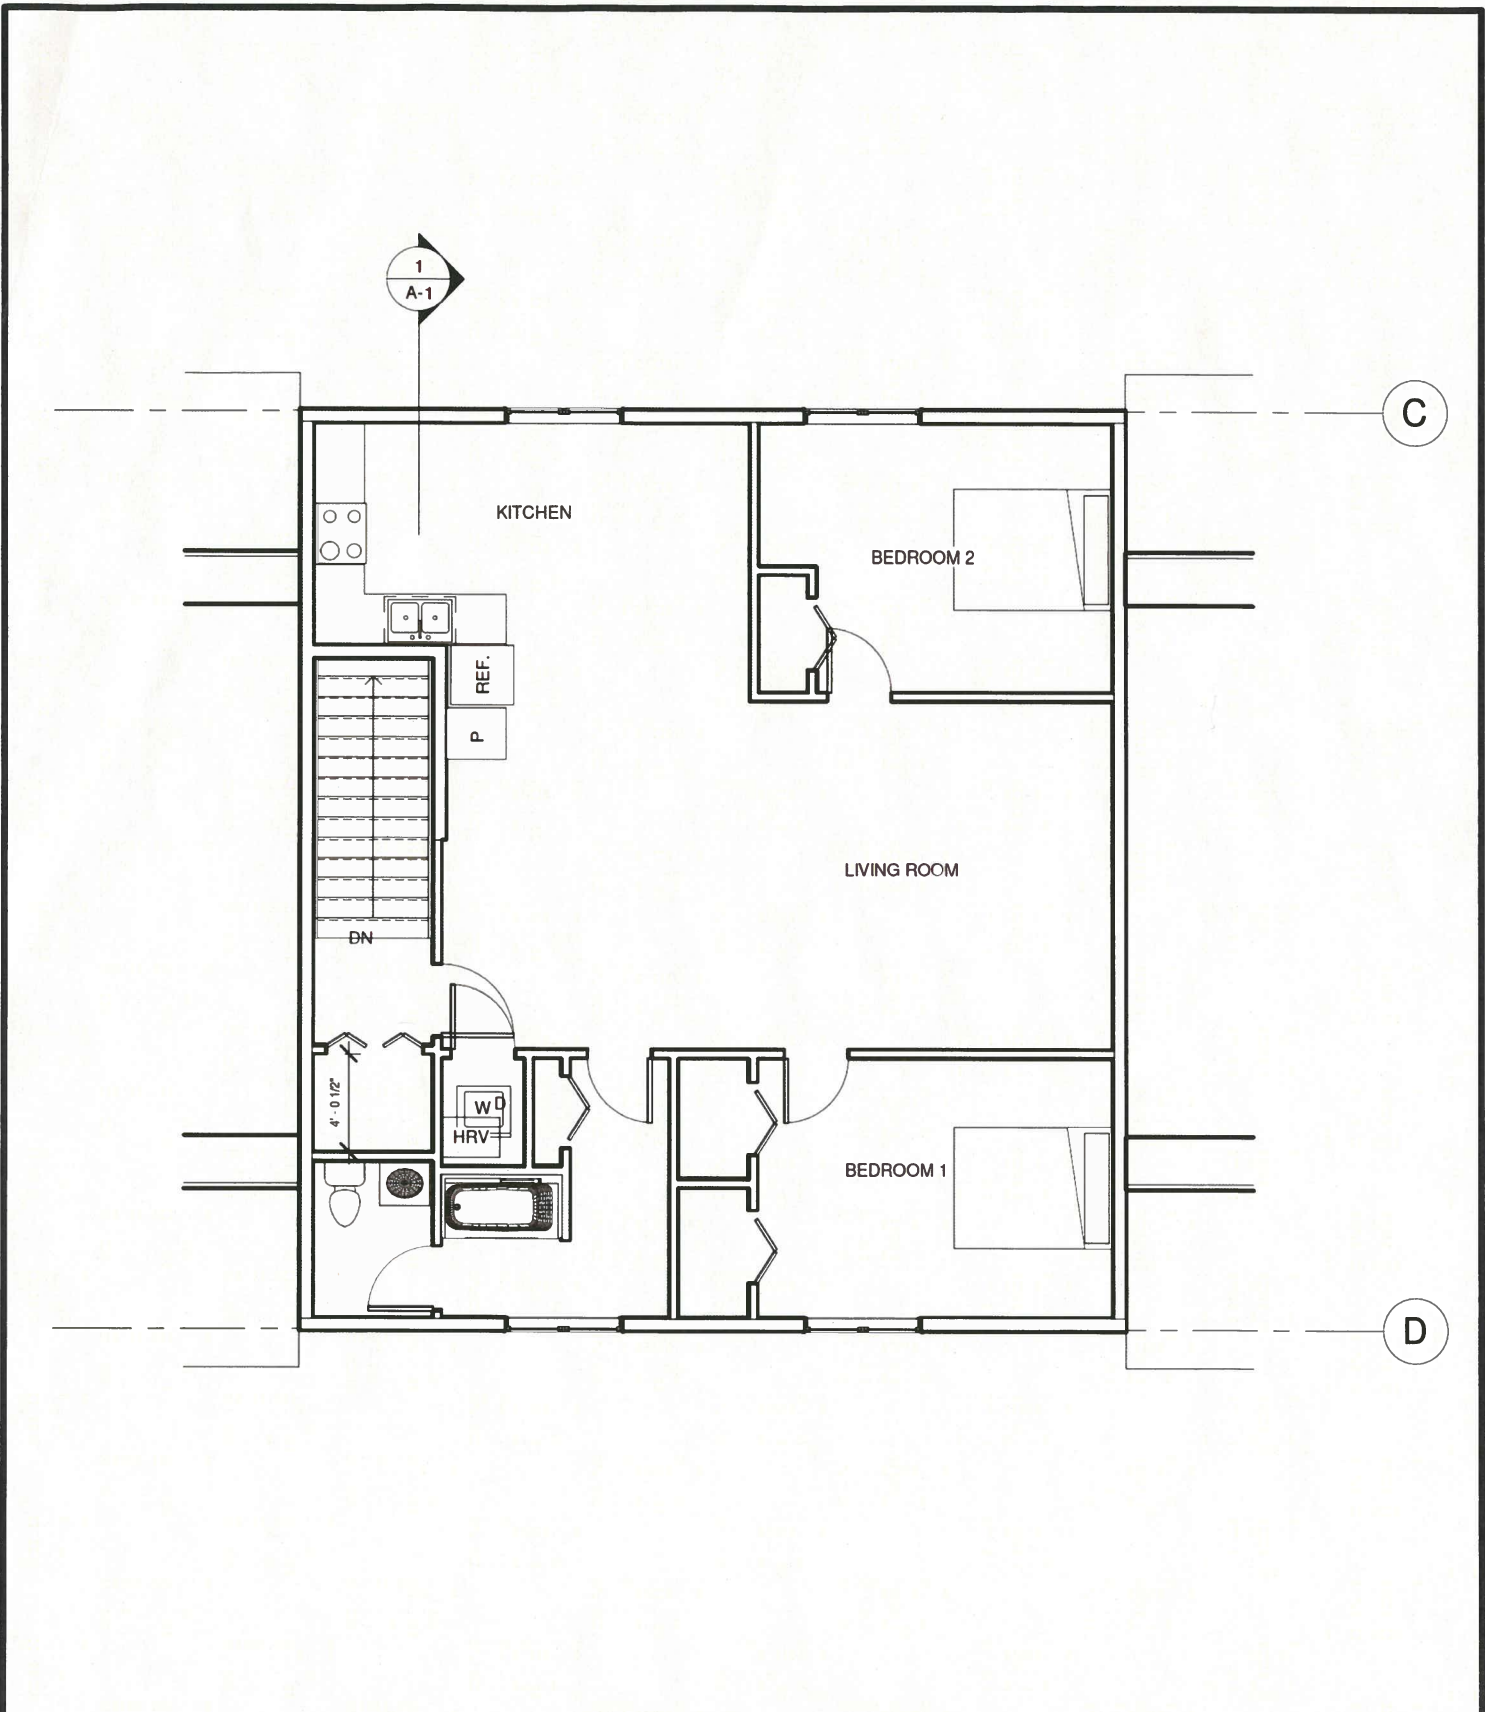 1
A-1
C
KITCHEN
BEDROOM 2
REF.
P
LIVING ROOM
DN
4' - 0 1/2"
W D
HRV
BEDROOM 1
D